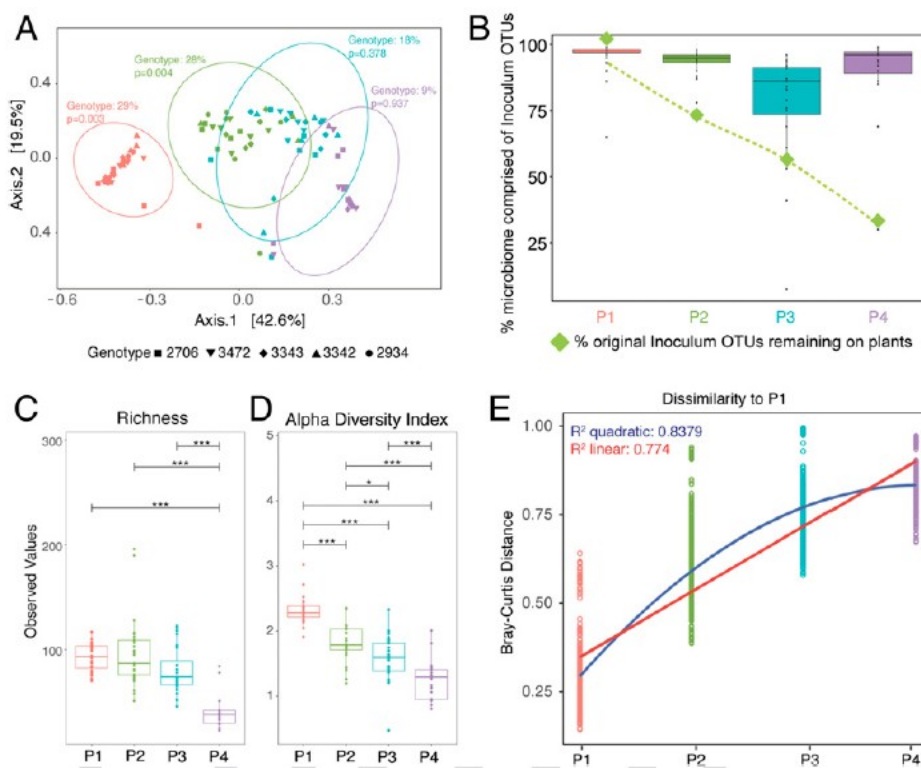 A
Genotype: 29%
p=0.003
Genotype: 28%
p=0.004
Genotype: 18%
p=0.378
Genotype: 9%
p=0.937
Axis.2 [19.5%]
0.4
0.0
0.4
−0.6
−0.3
0.0
0.3
Axis.1 [42.6%]
Genotype ■ 2706 ▼ 3472 ◆ 3343 ▲ 3342 ● 2934
B
% microbiome comprised of Inoculum OTUs
100
75
50
25
P1 P2 P3 P4
% original Inoculum OTUs remaining on plants
C
Richness
Observed Values
300
200
100
***
***
***
P1 P2 P3 P4
D
Alpha Diversity Index
5
4
3
2
1
***
***
*
***
***
***
P1 P2 P3 P4
E
Dissimilarity to P1
R² quadratic: 0.8379
R² linear: 0.774
Bray-Curtis Distance
1.00
0.75
0.50
0.25
P1 P2 P3 P4